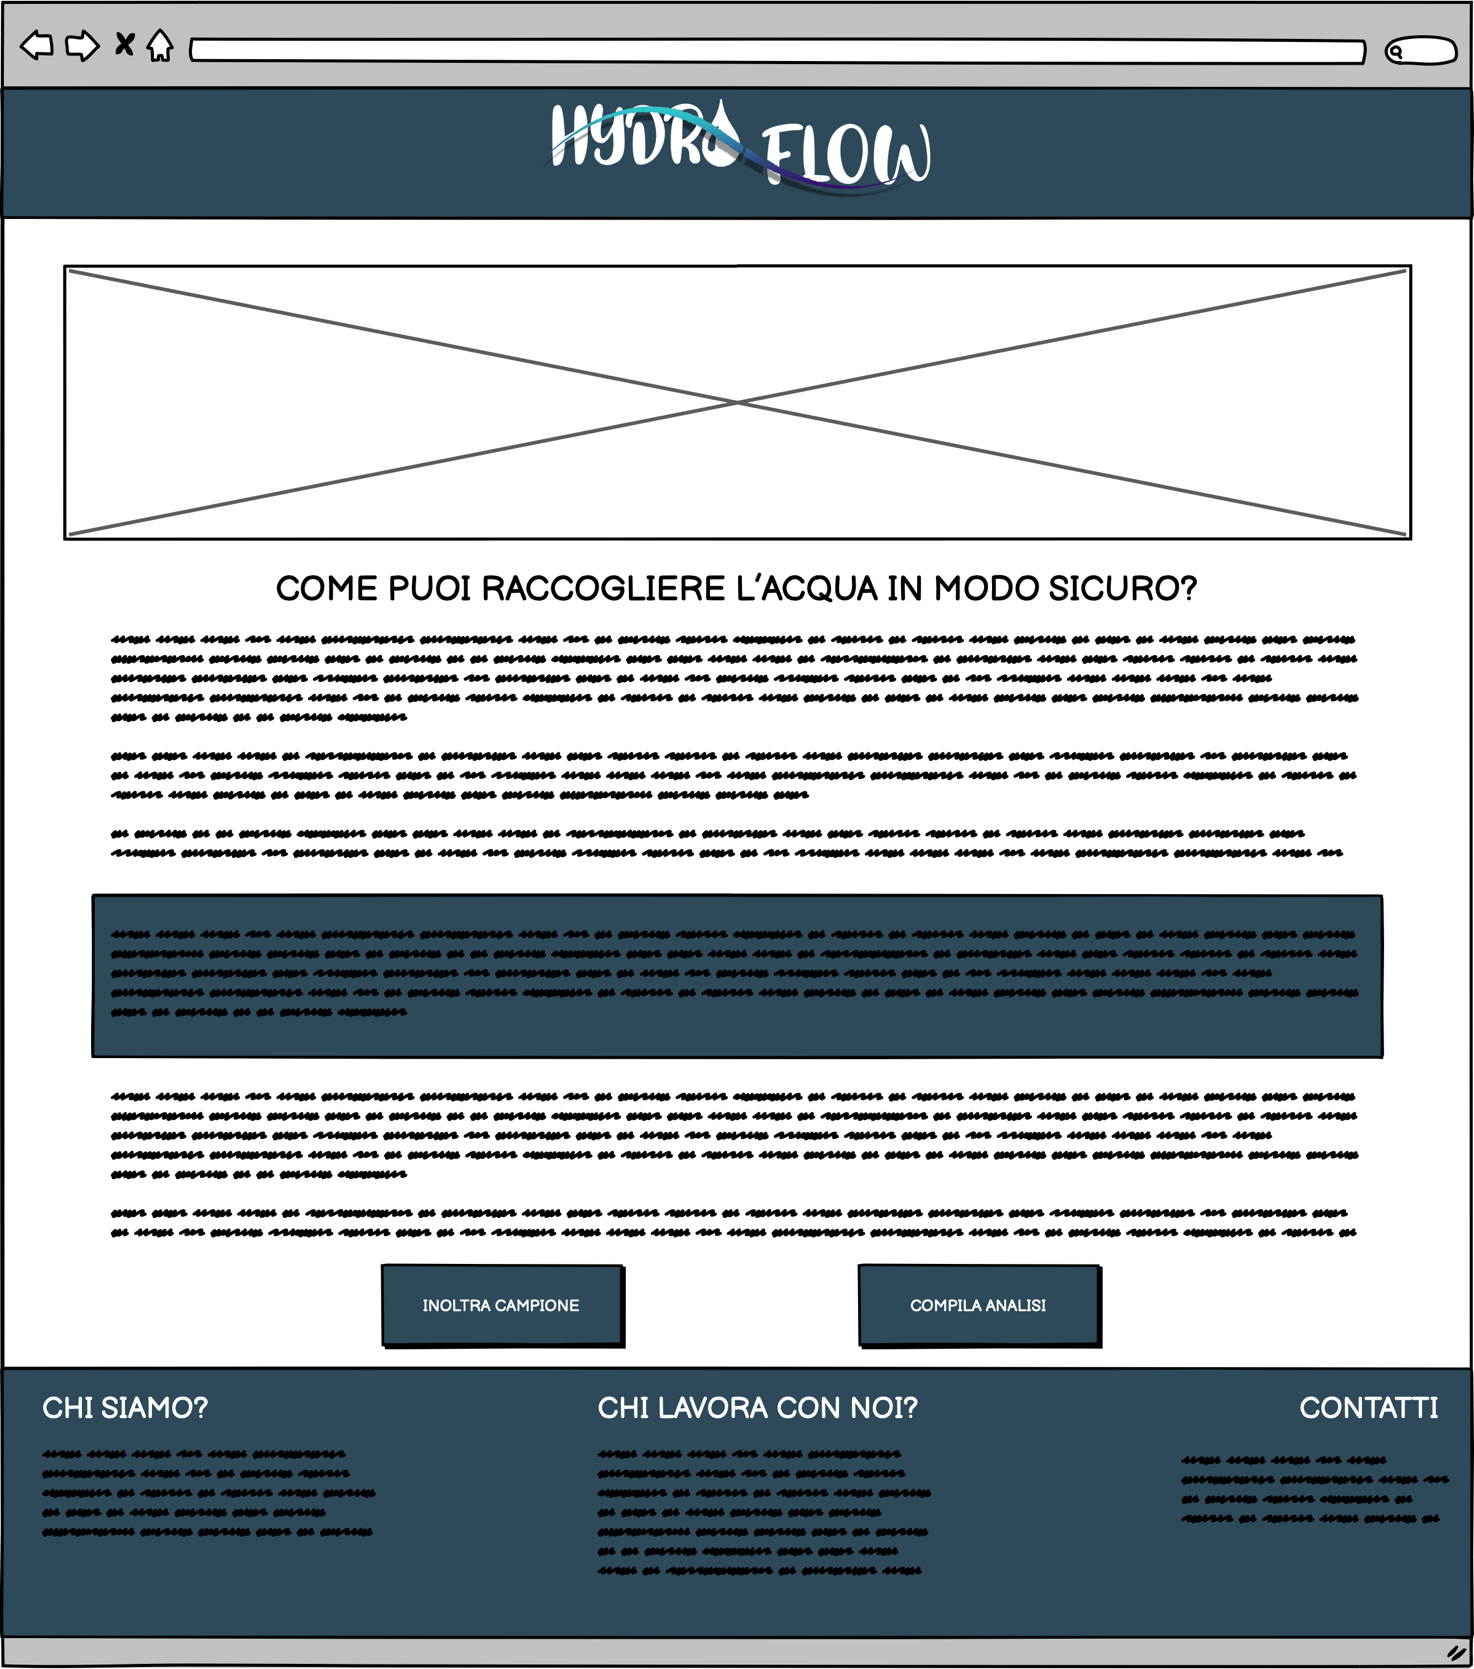 HYDRO FLOW
COME PUOI RACCOGLIERE L'ACQUA IN MODO SICURO?
INOLTRA CAMPIONE
COMPILA ANALISI
CHI SIAMO?
CHI LAVORA CON NOI?
CONTATTI